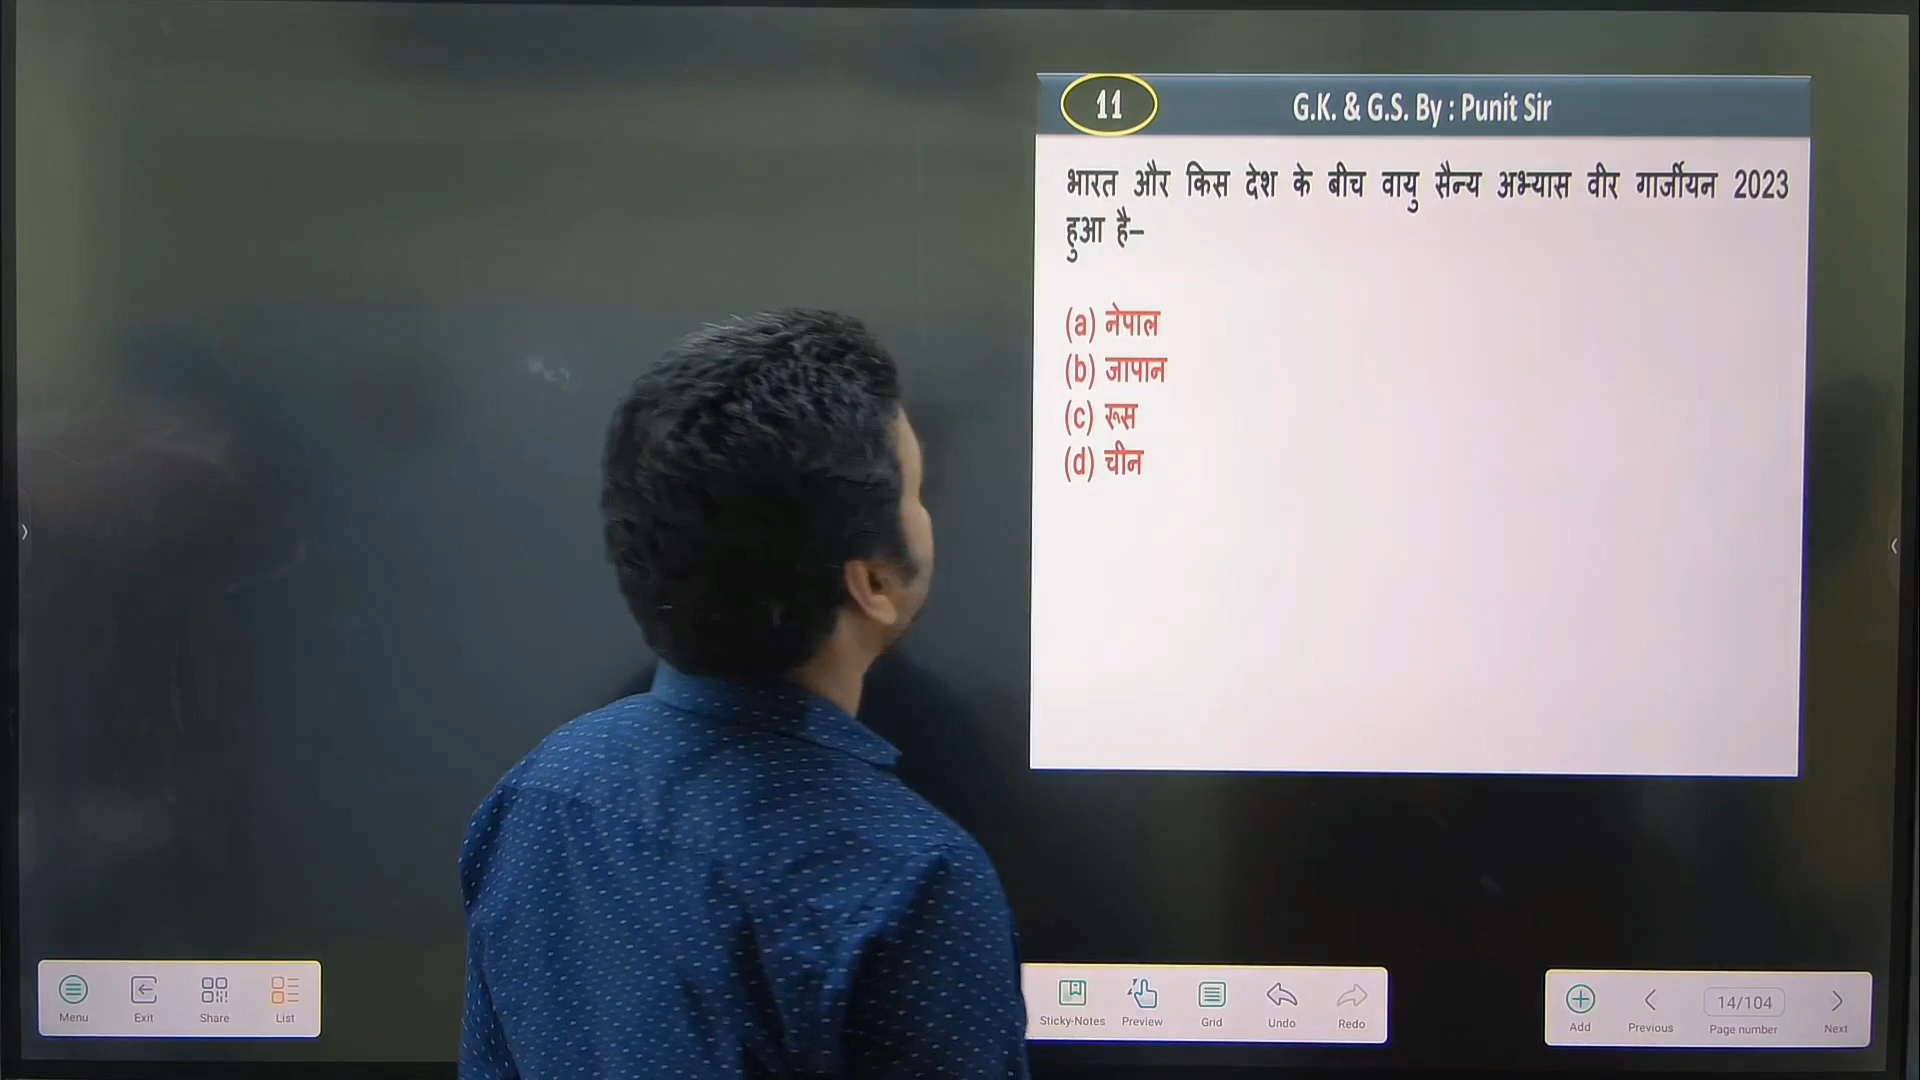 11
G.K. & G.S. By : Punit Sir
भारत और किस देश के बीच वायु सैन्य अभ्यास वीर गार्जीयन 2023
हुआ है–
(a) नेपाल
(b) जापान
(c) रूस
(d) चीन
Menu
Exit
Share
List
Sticky-Notes
Preview
Grid
Undo
Redo
Add
Previous
14/104
Page number
Next